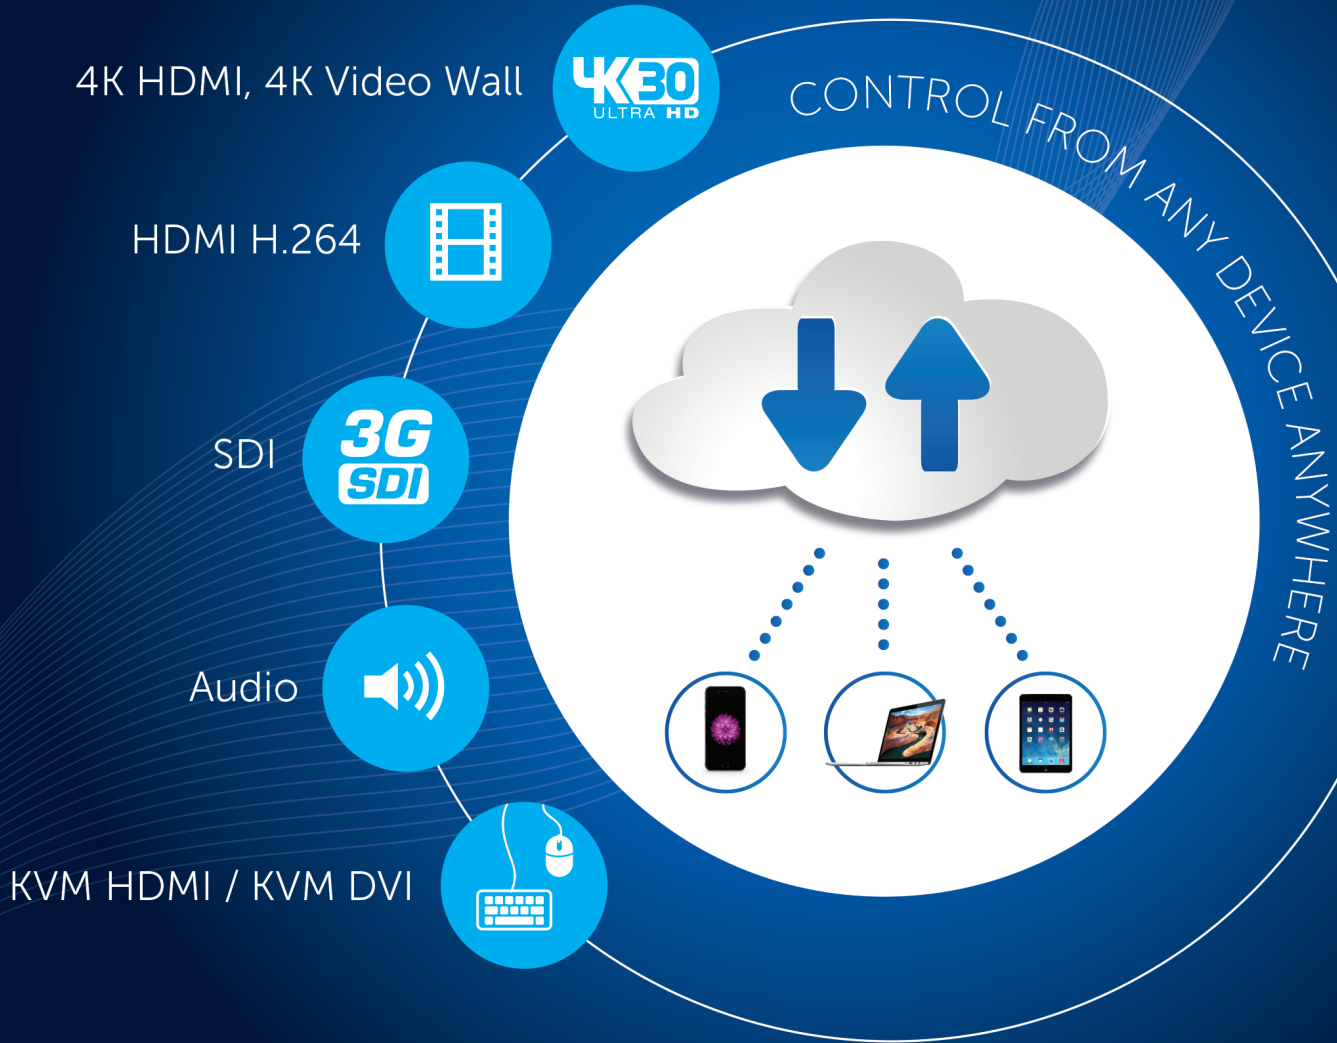 4K HDMI, 4K Video Wall
4K30
ULTRA HD
CONTROL FROM ANY DEVICE ANYWHERE
HDMI H.264
SDI
3G
SDI
Audio
KVM HDMI / KVM DVI